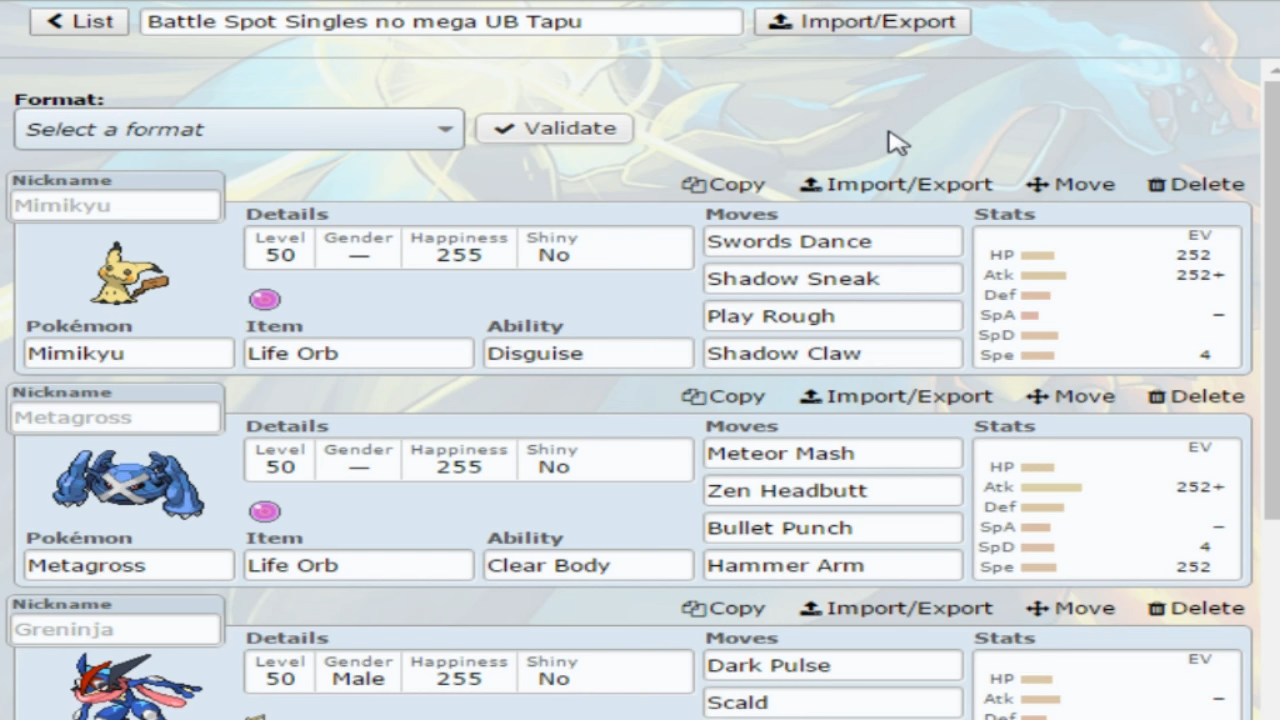 List
Battle Spot Singles no mega UB Tapu
Import/Export
Format:
Select a format
Validate
Nickname
Mimikyu
Copy
Import/Export
Move
Delete
Details
Level Gender Happiness Shiny
50 — 255 No
Pokémon
Mimikyu
Item
Life Orb
Ability
Disguise
Moves
Swords Dance
Shadow Sneak
Play Rough
Shadow Claw
Stats
EV
HP 252
Atk 252+
Def
SpA –
SpD
Spe 4
Nickname
Metagross
Copy
Import/Export
Move
Delete
Details
Level Gender Happiness Shiny
50 — 255 No
Pokémon
Metagross
Item
Life Orb
Ability
Clear Body
Moves
Meteor Mash
Zen Headbutt
Bullet Punch
Hammer Arm
Stats
EV
HP
Atk 252+
Def
SpA –
SpD 4
Spe 252
Nickname
Greninja
Copy
Import/Export
Move
Delete
Details
Level Gender Happiness Shiny
50 Male 255 No
Moves
Dark Pulse
Scald
Stats
EV
HP
Atk –
Def